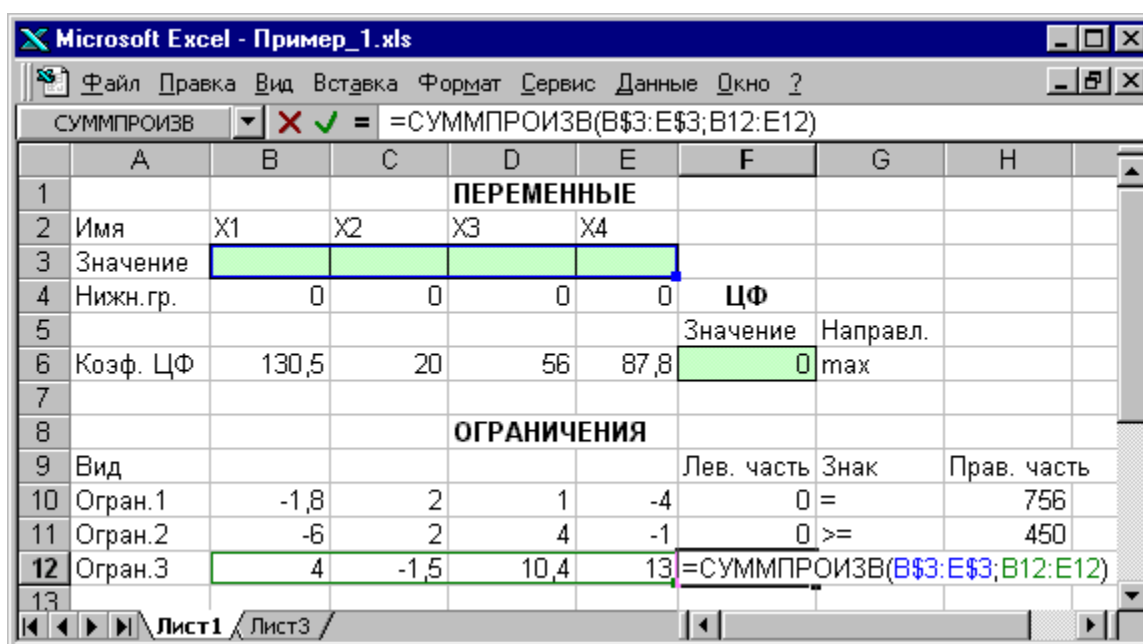 Microsoft Excel - Пример_1.xls
Файл Правка Вид Вставка Формат Сервис Данные Окно ?
СУММПРОИЗВ = =СУММПРОИЗВ(B$3:E$3;B12:E12)
A B C D E F G H
1 ПЕРЕМЕННЫЕ
2 Имя X1 X2 X3 X4
3 Значение
4 Нижн.гр. 0 0 0 0 ЦФ
5 Значение Направл.
6 Коэф. ЦФ 130,5 20 56 87,8 0 max
7
8 ОГРАНИЧЕНИЯ
9 Вид Лев. часть Знак Прав. часть
10 Огран.1 -1,8 2 1 -4 0 = 756
11 Огран.2 -6 2 4 -1 0 >= 450
12 Огран.3 4 -1,5 10,4 13 =СУММПРОИЗВ(B$3:E$3;B12:E12)
13
Лист1 Лист3